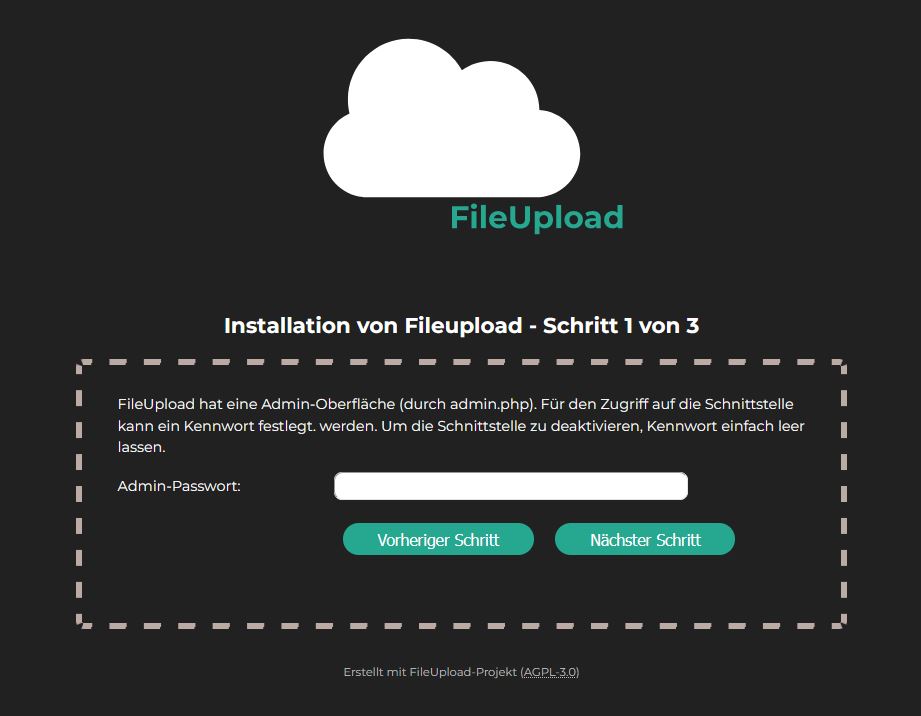 FileUpload
Installation von Fileupload - Schritt 1 von 3
FileUpload hat eine Admin-Oberfläche (durch admin.php). Für den Zugriff auf die Schnittstelle
kann ein Kennwort festlegt. werden. Um die Schnittstelle zu deaktivieren, Kennwort einfach leer
lassen.
Admin-Passwort:
Vorheriger Schritt Nächster Schritt
Erstellt mit FileUpload-Projekt (AGPL-3.0)